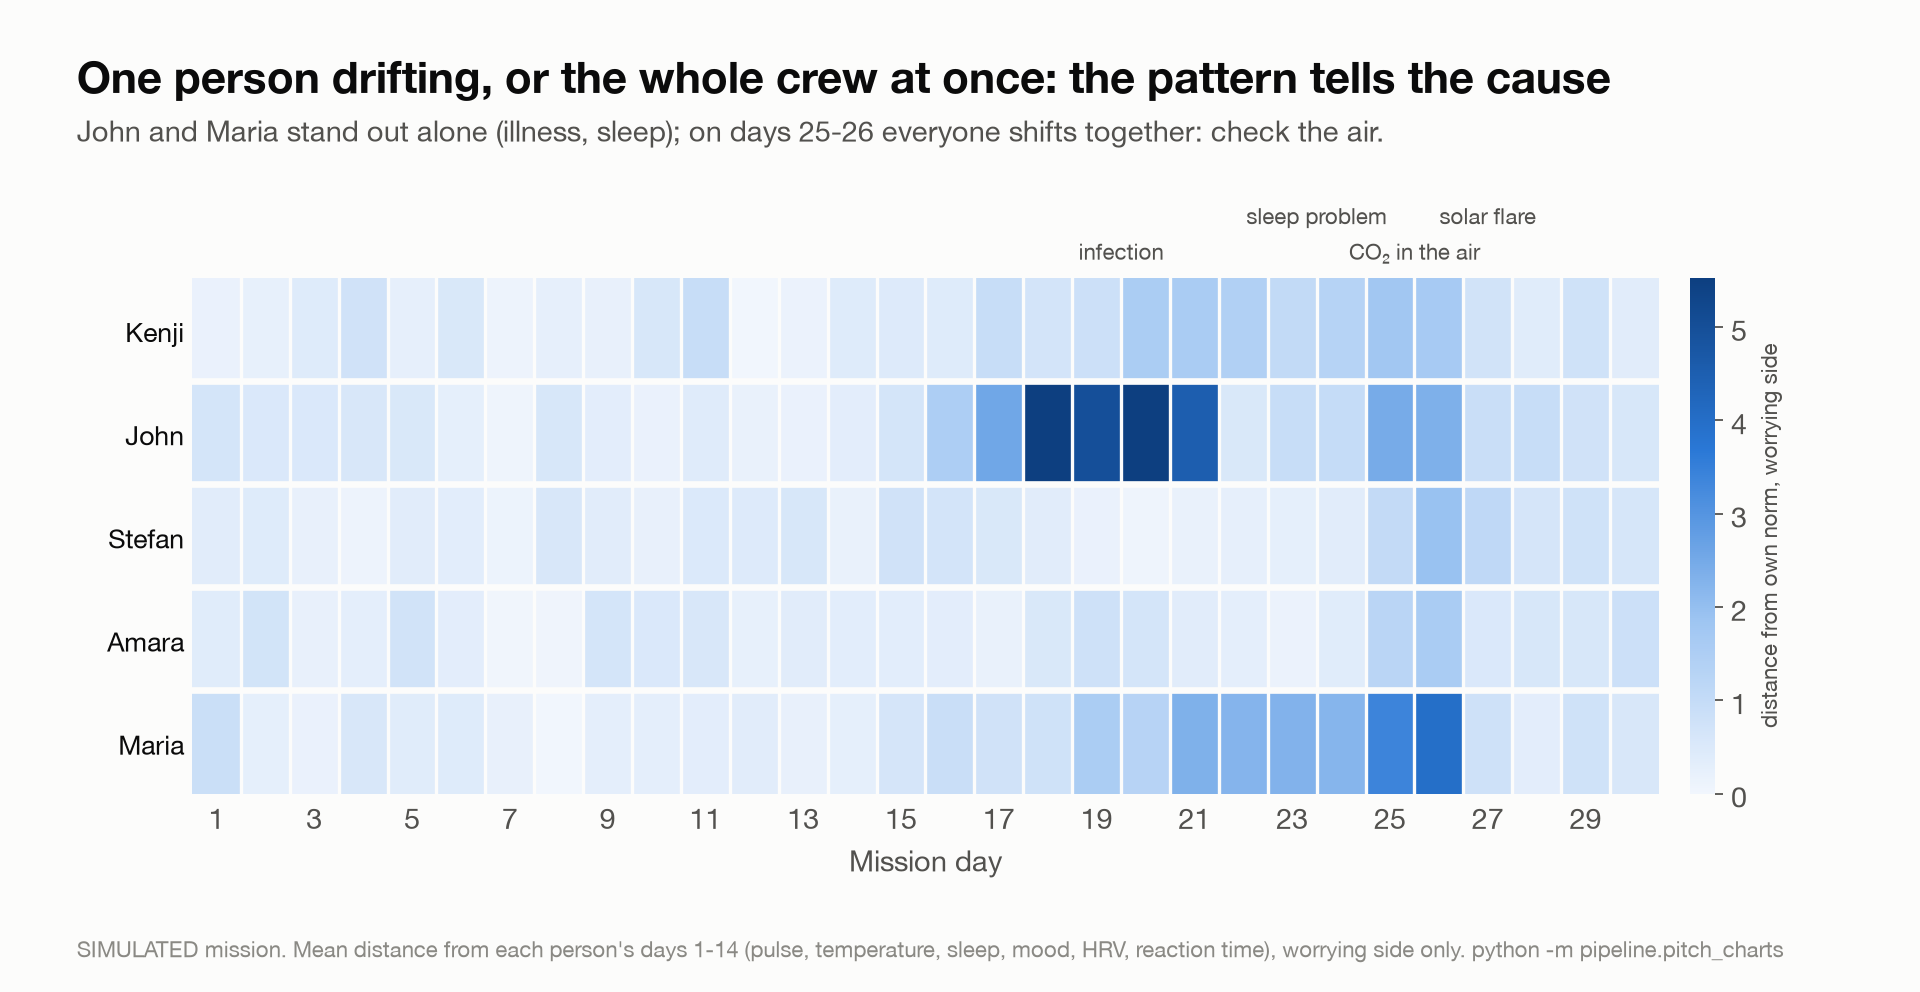 One person drifting, or the whole crew at once: the pattern tells the cause
John and Maria stand out alone (illness, sleep); on days 25-26 everyone shifts together: check the air.
sleep problem
solar flare
infection
CO₂ in the air
Kenji
John
Stefan
Amara
Maria
1 3 5 7 9 11 13 15 17 19 21 23 25 27 29
Mission day
5
4
3
2
1
0
distance from own norm, worrying side
SIMULATED mission. Mean distance from each person's days 1-14 (pulse, temperature, sleep, mood, HRV, reaction time), worrying side only. python -m pipeline.pitch_charts